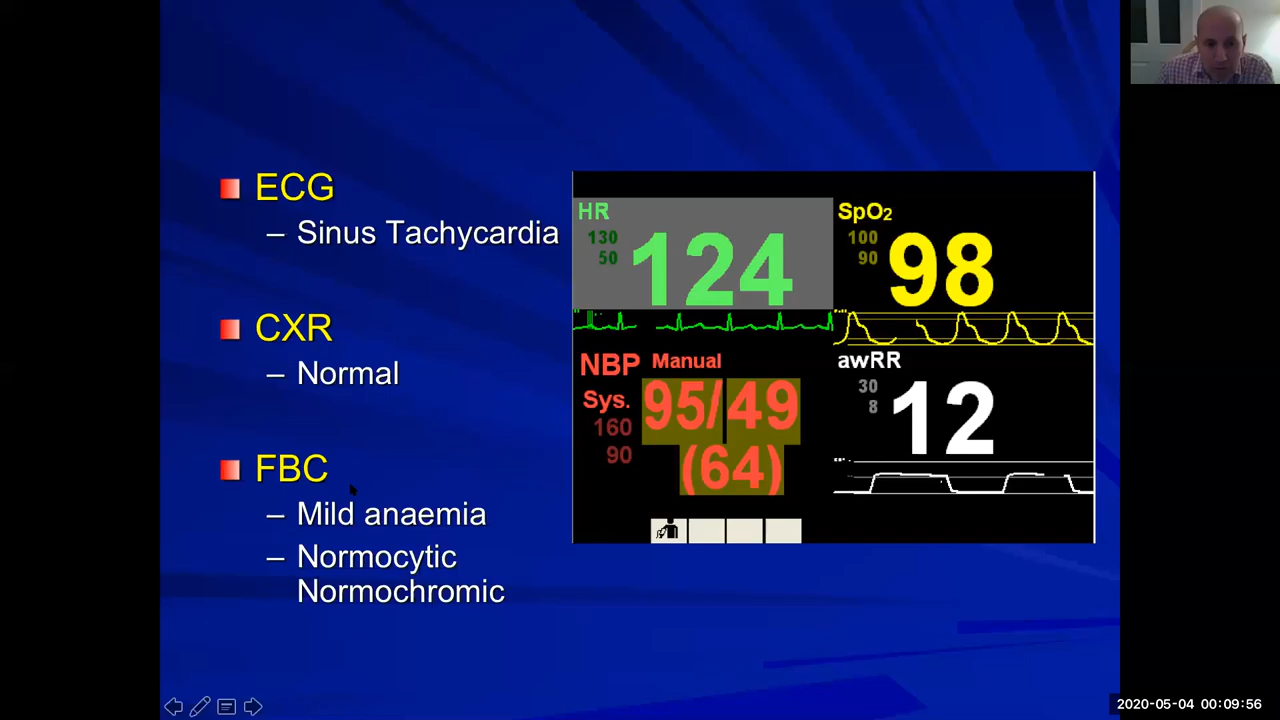 ECG
– Sinus Tachycardia
CXR
– Normal
FBC
– Mild anaemia
– Normocytic
Normochromic
HR
130
50
124
SpO2
100
90
98
NBP Manual
Sys.
160
90
95/49
(64)
awRR
30
8
12
2020-05-04 00:09:56